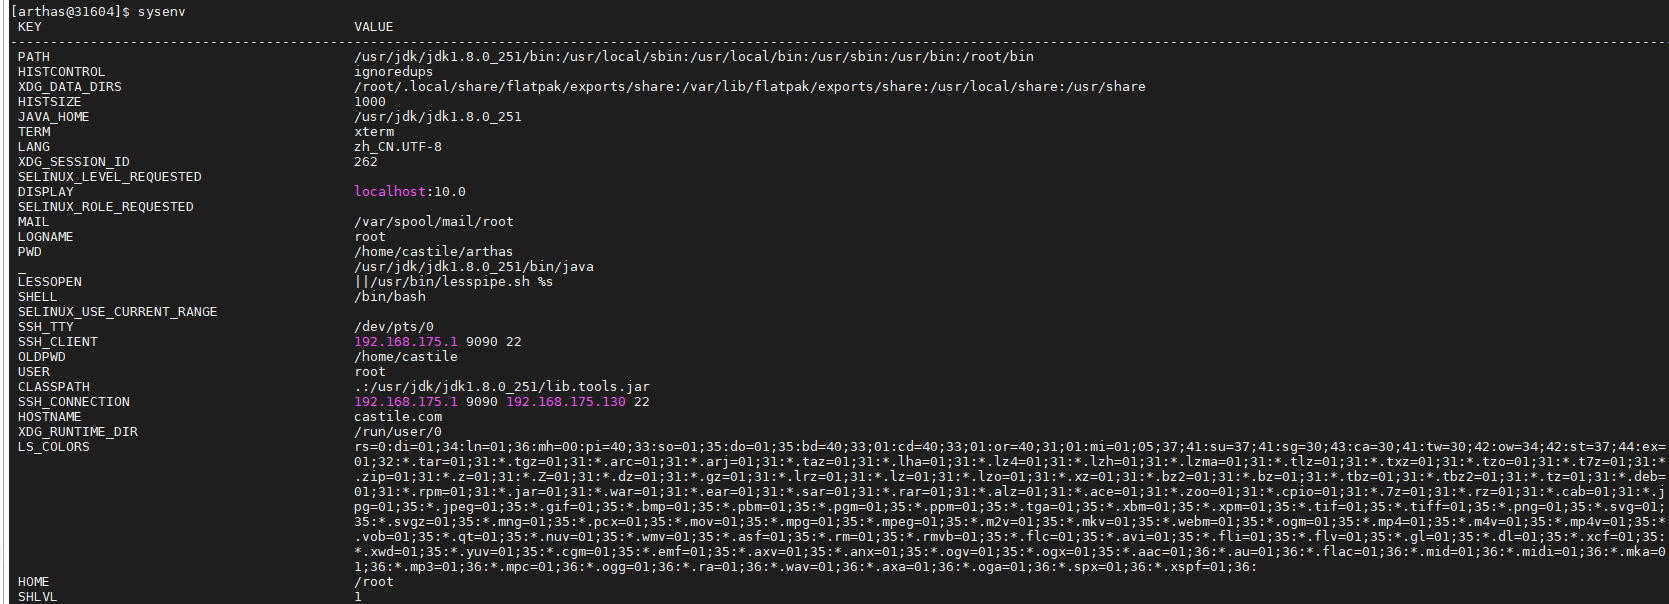 [arthas@31604]$ sysenv
KEY VALUE
PATH /usr/jdk/jdk1.8.0_251/bin:/usr/local/sbin:/usr/local/bin:/usr/sbin:/usr/bin:/root/bin
HISTCONTROL ignoredups
XDG_DATA_DIRS /root/.local/share/flatpak/exports/share:/var/lib/flatpak/exports/share:/usr/local/share:/usr/share
HISTSIZE 1000
JAVA_HOME /usr/jdk/jdk1.8.0_251
TERM xterm
LANG zh_CN.UTF-8
XDG_SESSION_ID 262
SELINUX_LEVEL_REQUESTED
DISPLAY localhost:10.0
SELINUX_ROLE_REQUESTED
MAIL /var/spool/mail/root
LOGNAME root
PWD /home/castile/arthas
_ /usr/jdk/jdk1.8.0_251/bin/java
LESSOPEN ||/usr/bin/lesspipe.sh %s
SHELL /bin/bash
SELINUX_USE_CURRENT_RANGE
SSH_TTY /dev/pts/0
SSH_CLIENT 192.168.175.1 9090 22
OLDPWD /home/castile
USER root
CLASSPATH .:/usr/jdk/jdk1.8.0_251/lib.tools.jar
SSH_CONNECTION 192.168.175.1 9090 192.168.175.130 22
HOSTNAME castile.com
XDG_RUNTIME_DIR /run/user/0
LS_COLORS rs=0:di=01;34:ln=01;36:mh=00:pi=40;33:so=01;35:do=01;35:bd=40;33;01:cd=40;33;01:or=40;31;01:mi=01;05;37;41:su=37;41:sg=30;43:ca=30;41:tw=30;42:ow=34;42:st=37;44:ex=
01;32:*.tar=01;31:*.tgz=01;31:*.arc=01;31:*.arj=01;31:*.taz=01;31:*.lha=01;31:*.lz4=01;31:*.lzh=01;31:*.lzma=01;31:*.tlz=01;31:*.txz=01;31:*.tzo=01;31:*.t7z=01;31:*
.zip=01;31:*.z=01;31:*.Z=01;31:*.dz=01;31:*.gz=01;31:*.lrz=01;31:*.lz=01;31:*.lzo=01;31:*.xz=01;31:*.bz2=01;31:*.bz=01;31:*.tbz=01;31:*.tbz2=01;31:*.tz=01;31:*.deb=
01;31:*.rpm=01;31:*.jar=01;31:*.war=01;31:*.ear=01;31:*.sar=01;31:*.rar=01;31:*.alz=01;31:*.ace=01;31:*.zoo=01;31:*.cpio=01;31:*.7z=01;31:*.rz=01;31:*.cab=01;31:*.j
pg=01;35:*.jpeg=01;35:*.gif=01;35:*.bmp=01;35:*.pbm=01;35:*.pgm=01;35:*.ppm=01;35:*.tga=01;35:*.xbm=01;35:*.xpm=01;35:*.tif=01;35:*.tiff=01;35:*.png=01;35:*.svg=01;
35:*.svgz=01;35:*.mng=01;35:*.pcx=01;35:*.mov=01;35:*.mpg=01;35:*.mpeg=01;35:*.m2v=01;35:*.mkv=01;35:*.webm=01;35:*.ogm=01;35:*.mp4=01;35:*.m4v=01;35:*.mp4v=01;35:*
.vob=01;35:*.qt=01;35:*.nuv=01;35:*.wmv=01;35:*.asf=01;35:*.rm=01;35:*.rmvb=01;35:*.flc=01;35:*.avi=01;35:*.fli=01;35:*.flv=01;35:*.gl=01;35:*.dl=01;35:*.xcf=01;35:
*.xwd=01;35:*.yuv=01;35:*.cgm=01;35:*.emf=01;35:*.axv=01;35:*.anx=01;35:*.ogv=01;35:*.ogx=01;35:*.aac=01;36:*.au=01;36:*.flac=01;36:*.mid=01;36:*.midi=01;36:*.mka=0
1;36:*.mp3=01;36:*.mpc=01;36:*.ogg=01;36:*.ra=01;36:*.wav=01;36:*.axa=01;36:*.oga=01;36:*.spx=01;36:*.xspf=01;36:
HOME /root
SHLVL 1